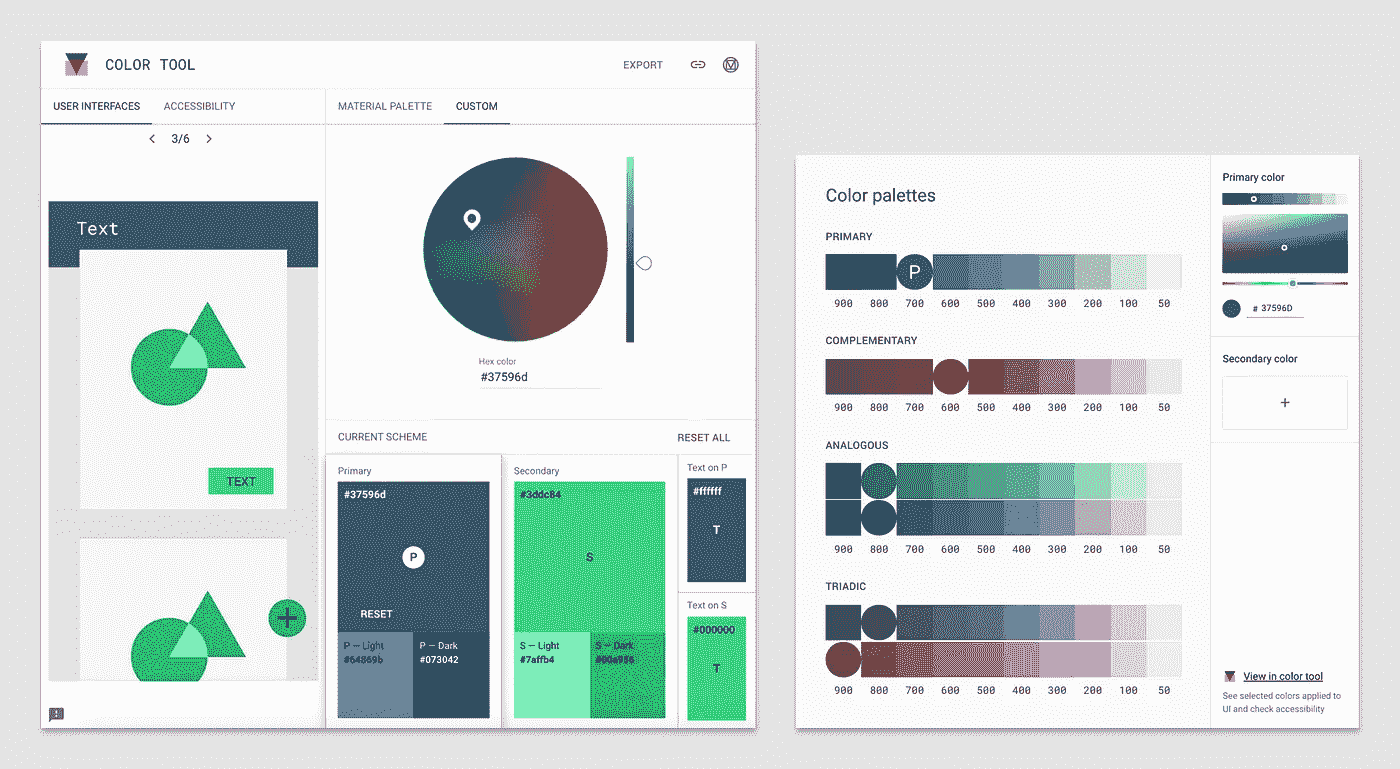 COLOR TOOL
EXPORT
USER INTERFACES
ACCESSIBILITY
MATERIAL PALETTE
CUSTOM
3/6
Text
TEXT
Hex color
#37596d
CURRENT SCHEME
RESET ALL
Primary
#37596d
P
RESET
P — Light
#64869b
P — Dark
#073042
Secondary
#3ddc84
S
S — Light
#7affb4
S — Dark
#00a956
Text on P
#ffffff
T
Text on S
#000000
T
Color palettes
PRIMARY
P
900 800 700 600 500 400 300 200 100 50
COMPLEMENTARY
900 800 700 600 500 400 300 200 100 50
ANALOGOUS
900 800 700 600 500 400 300 200 100 50
TRIADIC
900 800 700 600 500 400 300 200 100 50
Primary color
# 37596D
Secondary color
+
View in color tool
See selected colors applied to
UI and check accessibility